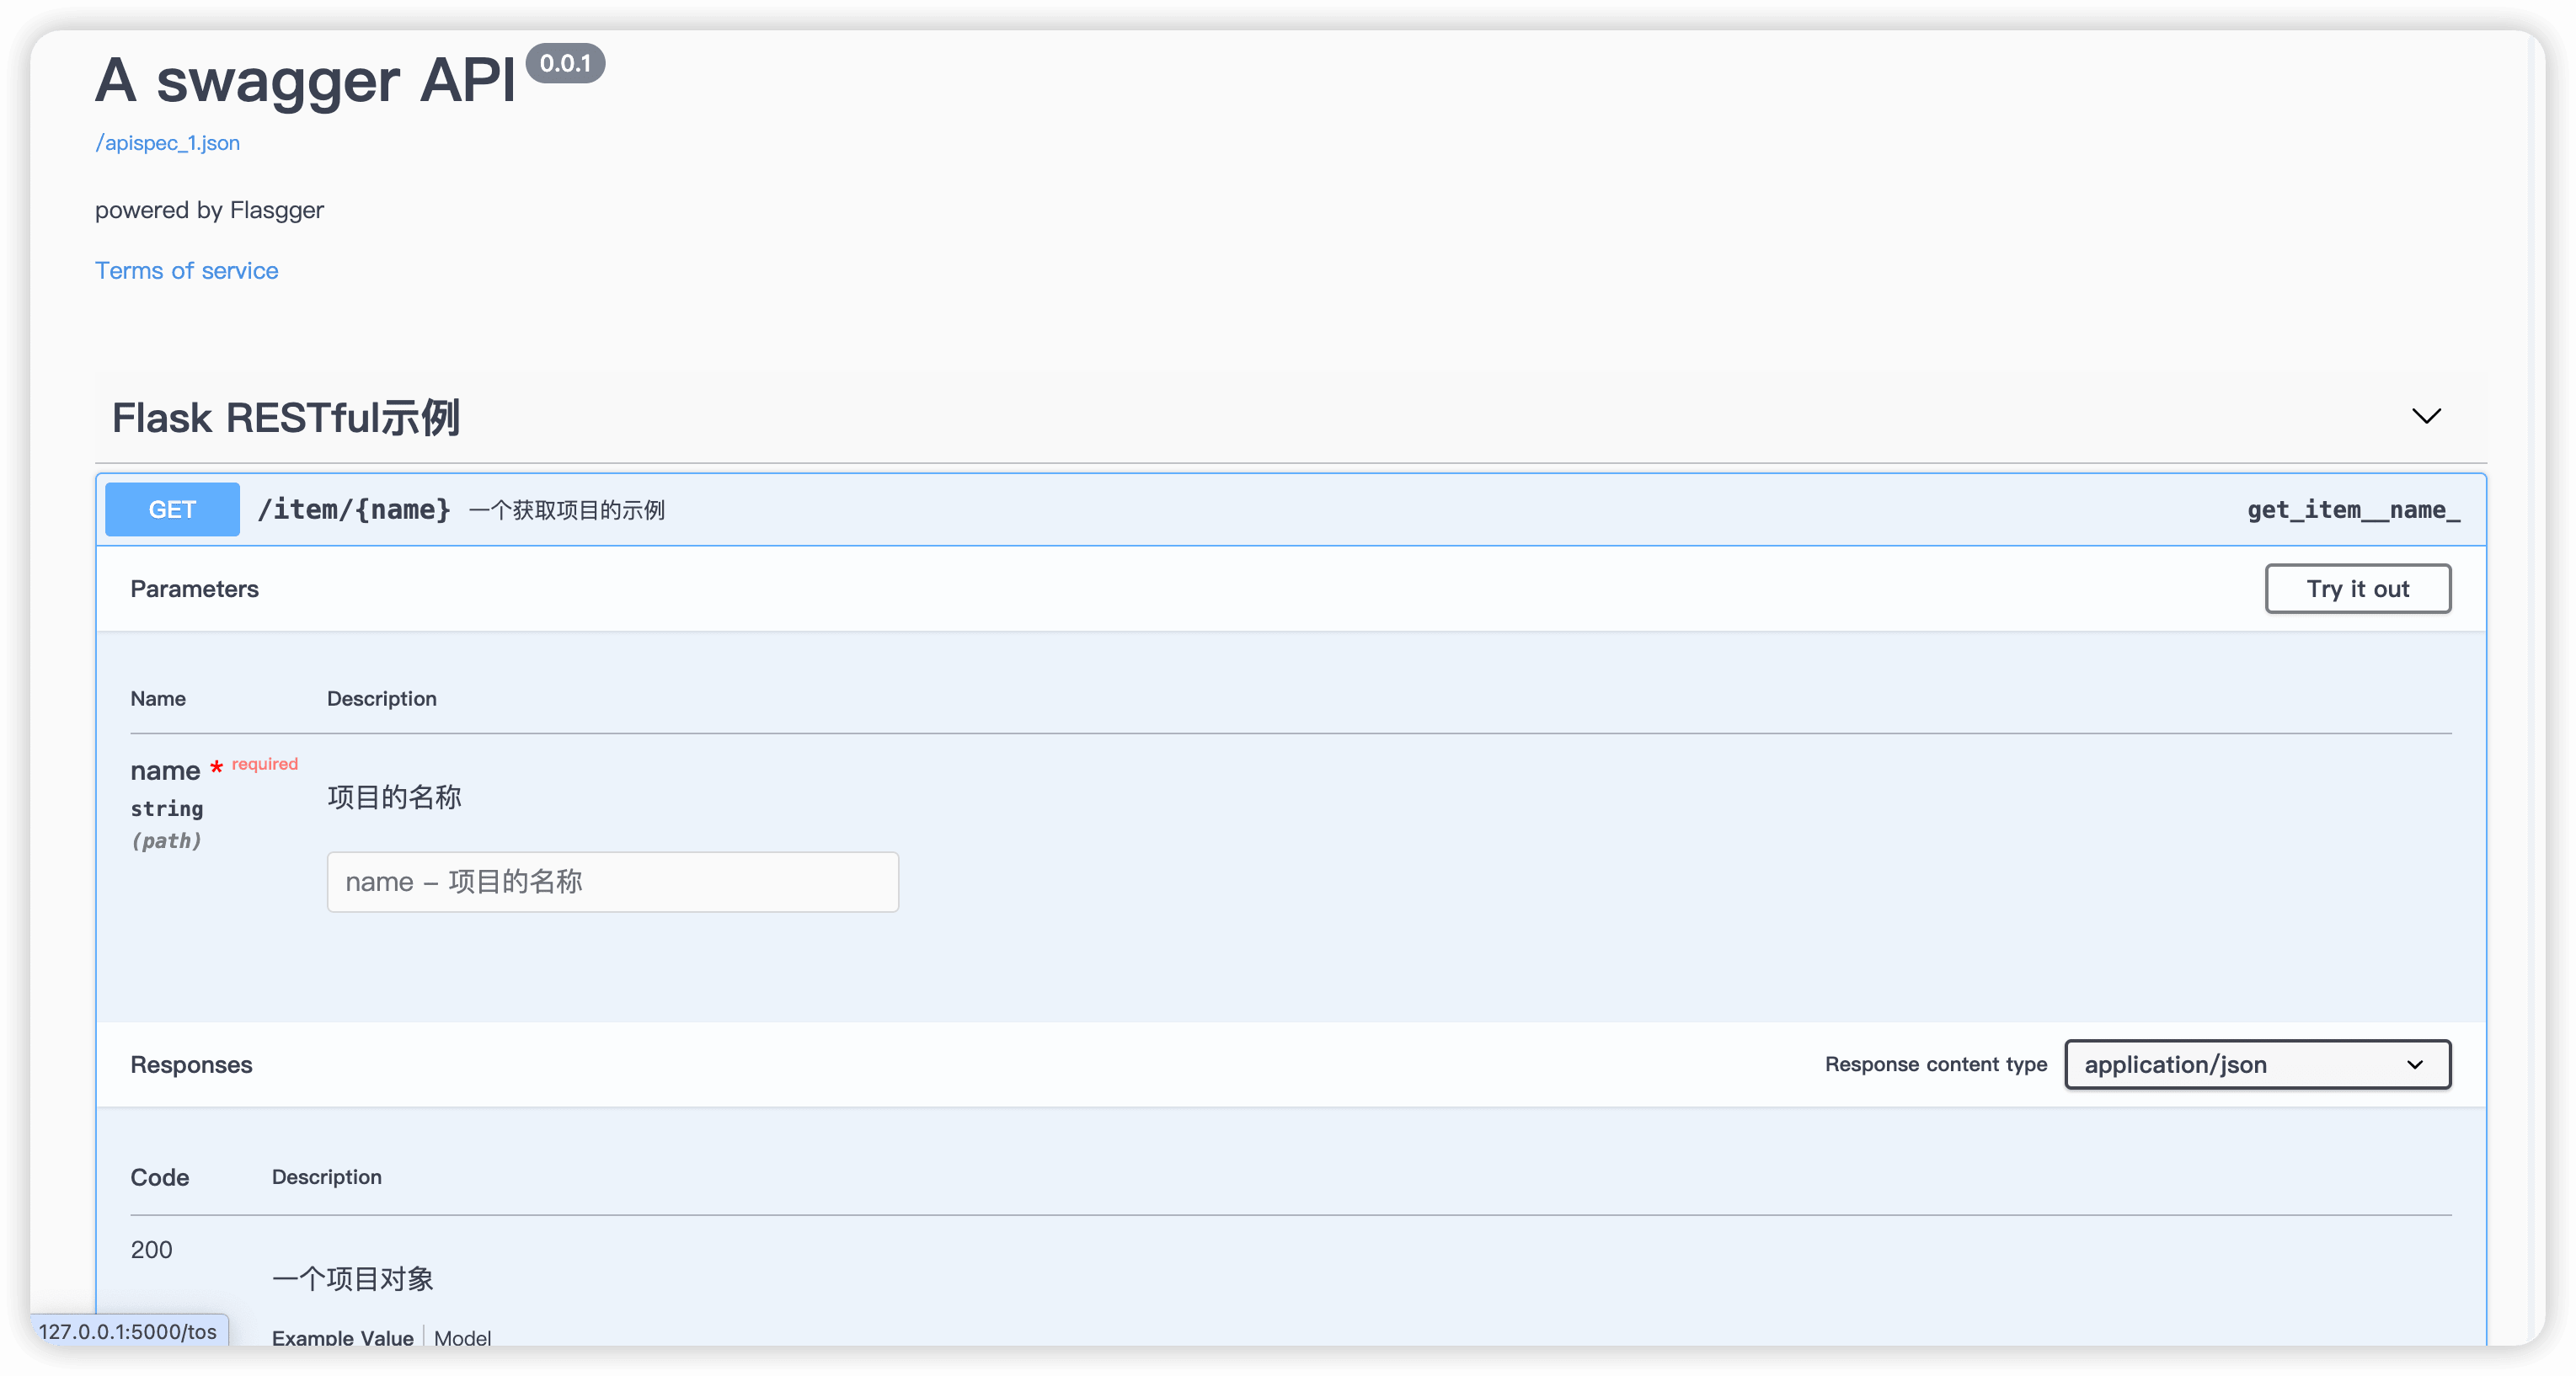 A swagger API 0.0.1
/apispec_1.json
powered by Flasgger
Terms of service
Flask RESTful示例
GET /item/{name} 一个获取项目的示例 get_item__name_
Parameters Try it out
Name Description
name * required
string
(path)
项目的名称
name – 项目的名称
Responses Response content type application/json
Code Description
200
一个项目对象
Example Value Model
127.0.0.1:5000/tos